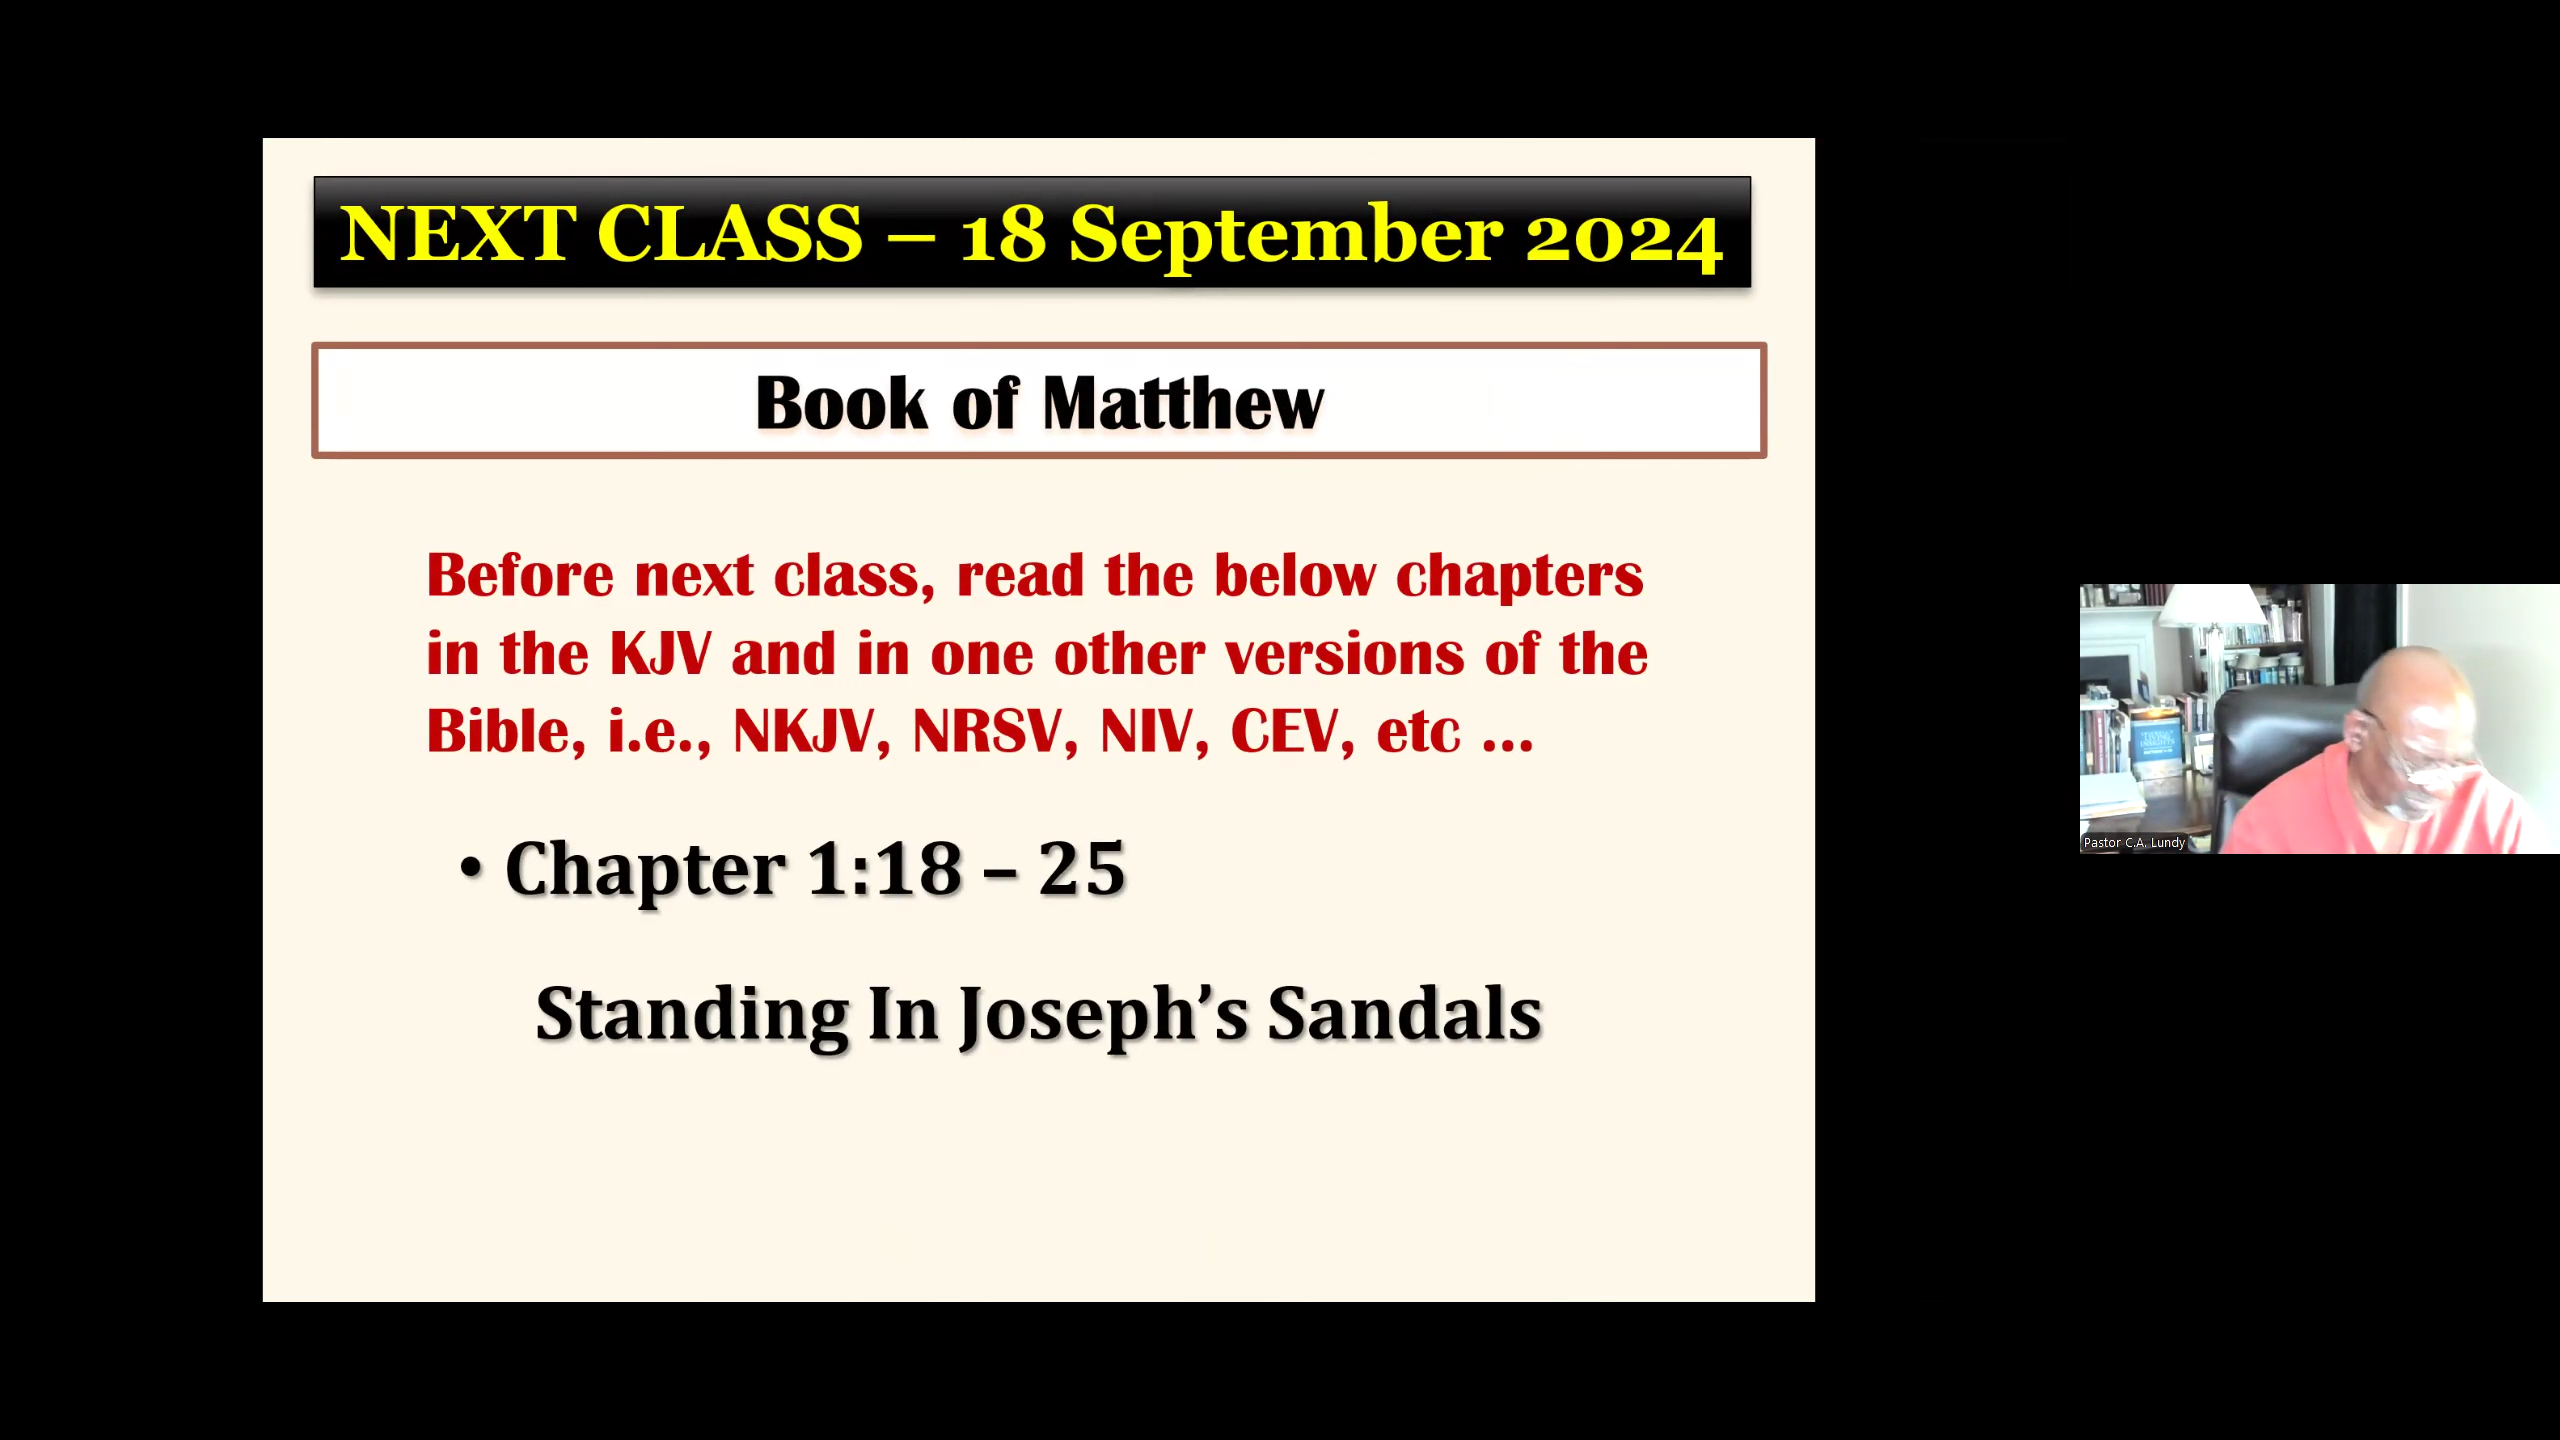 NEXT CLASS – 18 September 2024
Book of Matthew
Before next class, read the below chapters
in the KJV and in one other versions of the
Bible, i.e., NKJV, NRSV, NIV, CEV, etc ...
• Chapter 1:18 – 25
Standing In Joseph’s Sandals
Pastor C.A. Lundy